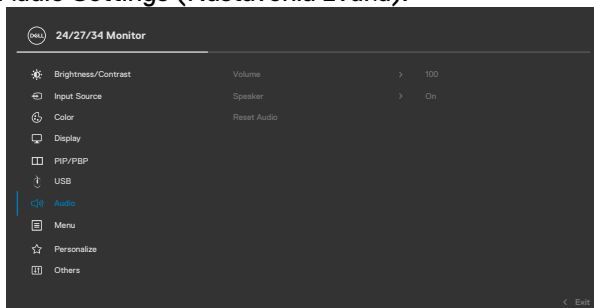 Audio Settings (Nastavenia zvuku).
DELL 24/27/34 Monitor
Brightness/Contrast Volume > 100
Input Source Speaker > On
Color Reset Audio
Display
PIP/PBP
USB
Audio
Menu
Personalize
Others
< Exit